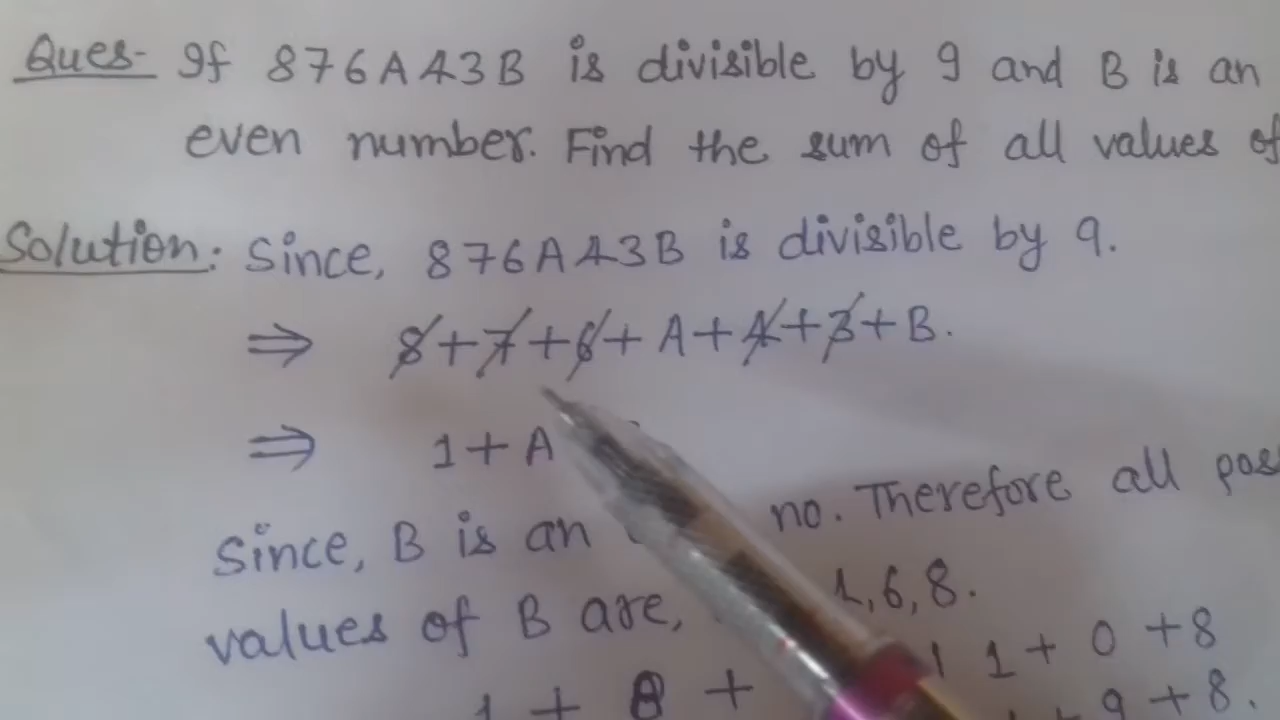 Ques- If 876A43B is divisible by 9 and B is an
even number. Find the sum of all values of
Solution: Since, 876A43B is divisible by 9.
⇒ 8+7+6+A+4+3+B.
⇒ 1+A
Since, B is an no. Therefore all
values of B are, 4,6,8.
1 + 0 +8
1 + 8 +
9 +8.